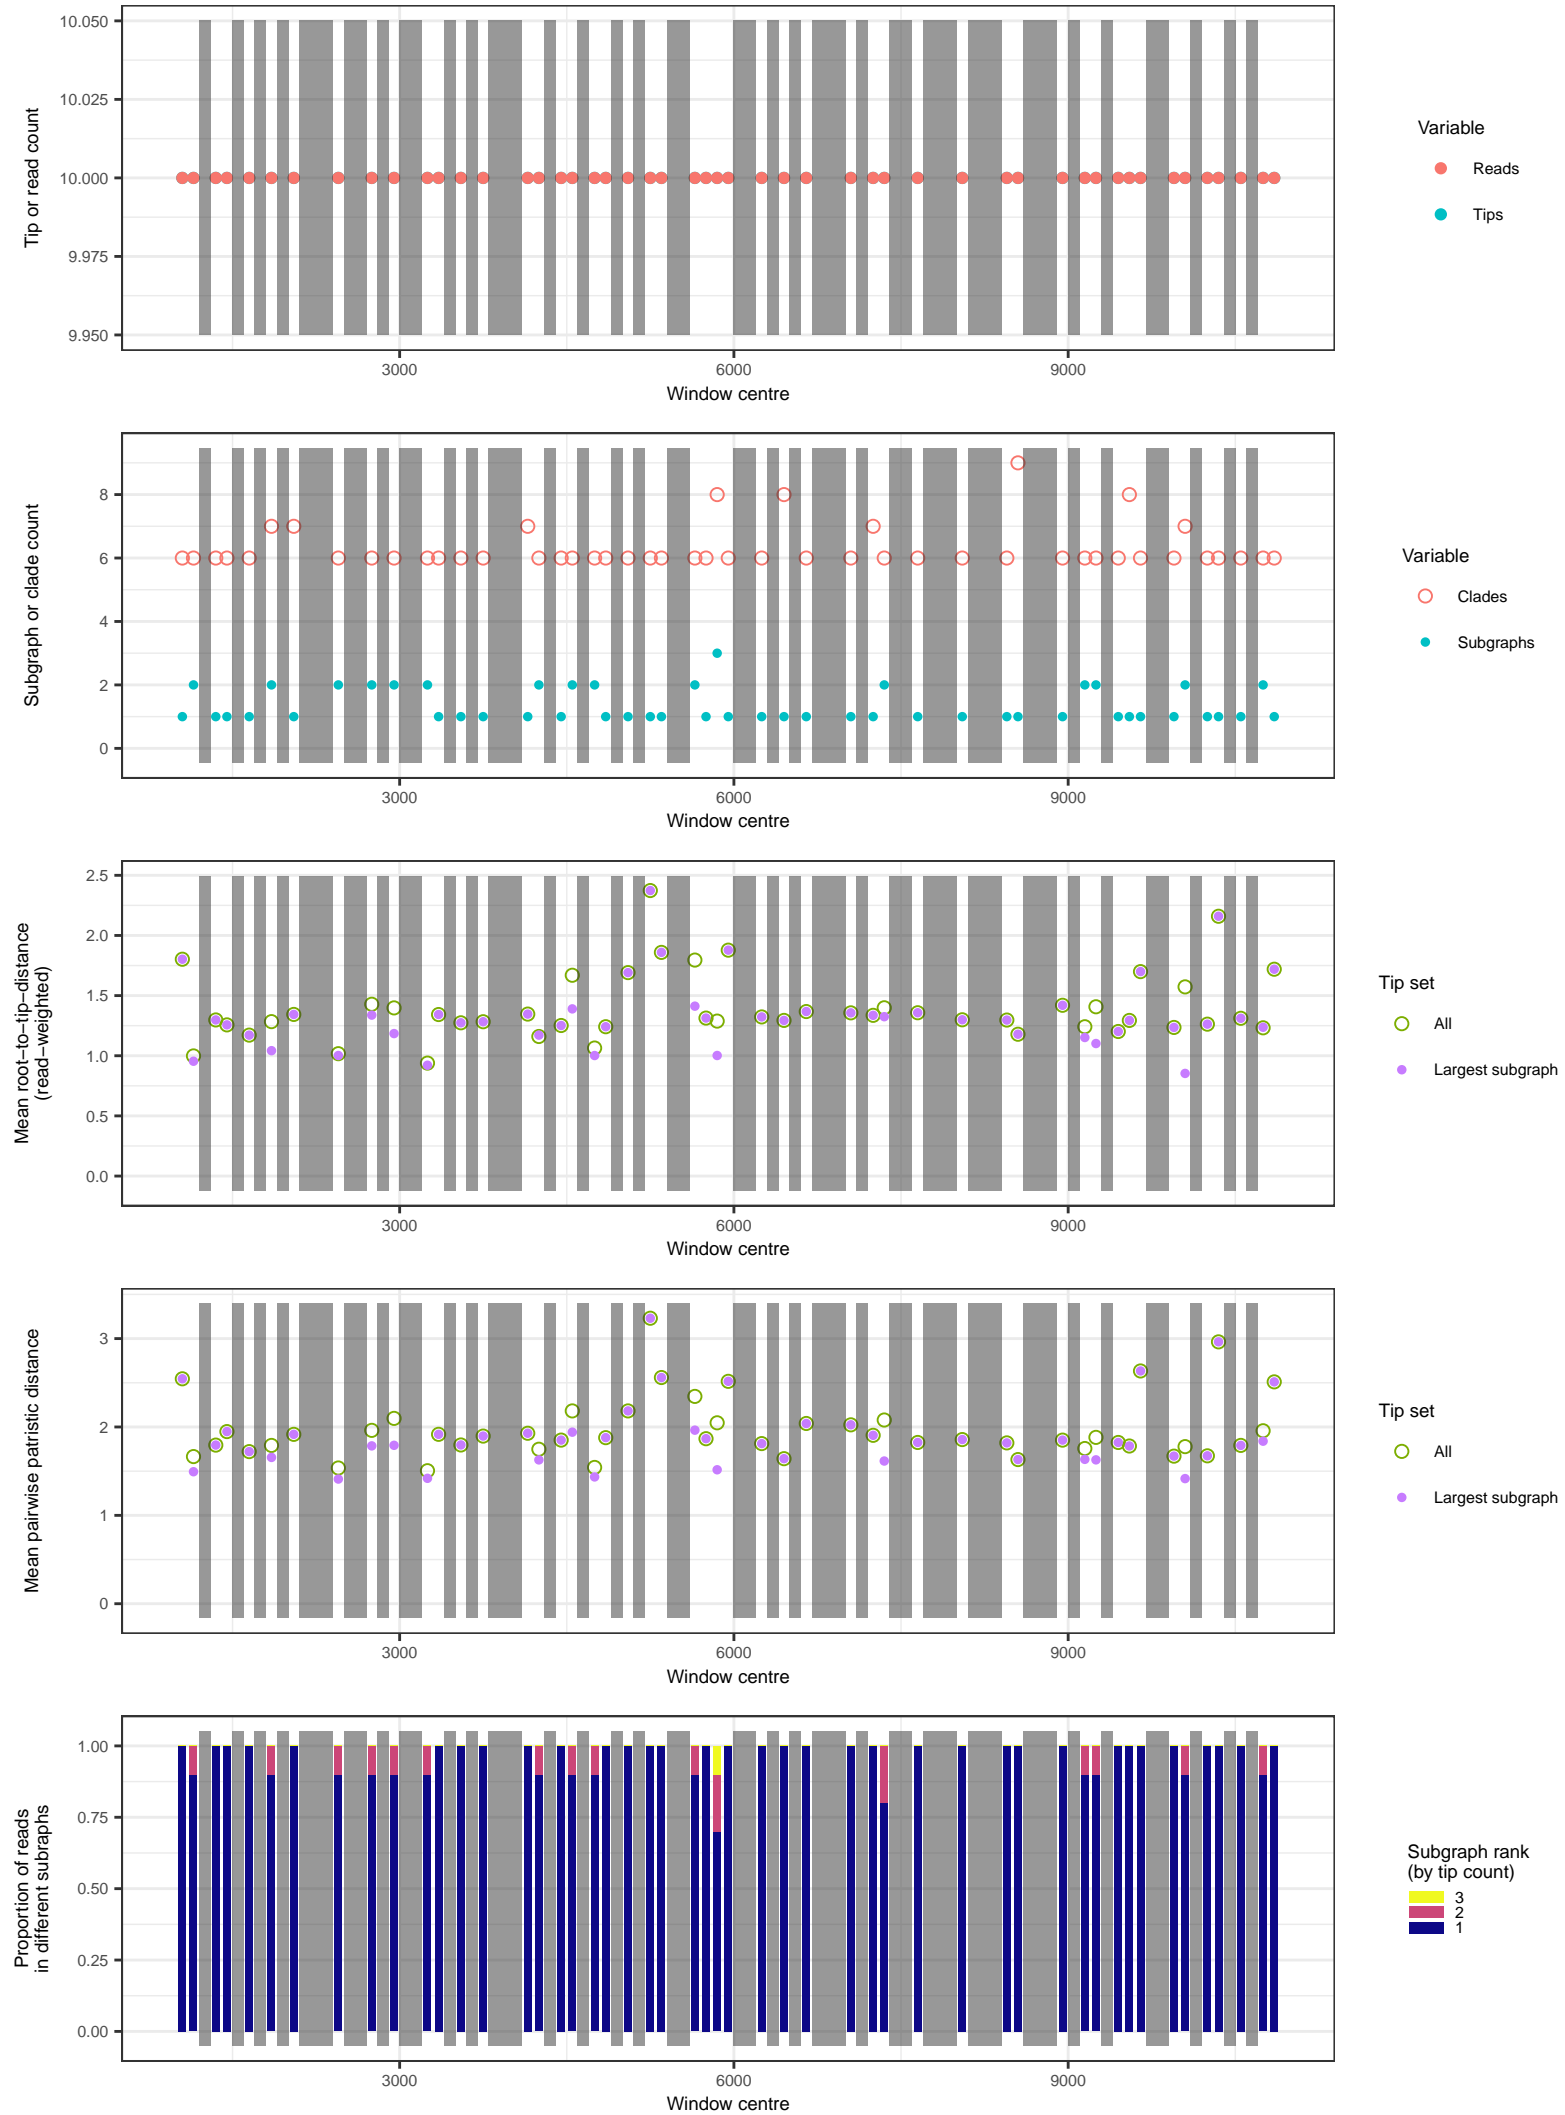 10.050
10.025
10.000
9.975
9.950
Tip or read count
3000
6000
9000
Window centre
Variable
Reads
Tips
8
6
4
2
0
Subgraph or clade count
3000
6000
9000
Window centre
Variable
Clades
Subgraphs
2.5
2.0
1.5
1.0
0.5
0.0
Mean root−to−tip−distance
(read−weighted)
3000
6000
9000
Window centre
Tip set
All
Largest subgraph
3
2
1
0
Mean pairwise patristic distance
3000
6000
9000
Window centre
Tip set
All
Largest subgraph
1.00
0.75
0.50
0.25
0.00
Proportion of reads
in different subraphs
3000
6000
9000
Window centre
Subgraph rank
(by tip count)
3
2
1